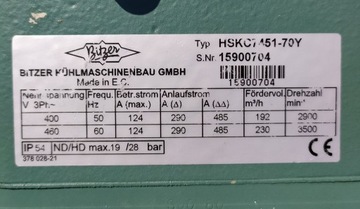 Bitzer
Typ HSKC7451-70Y
S.Nr. 15900704
BITZER KÜHLMASCHINENBAU GMBH
Made in E.C.
15900704
Nennspannung Frequ. Betr.strom Anlaufstrom Fördervol. Drehzahl
V 3Ph~ Hz A (max.) A (Δ) A (ΔΔ) m³/h min⁻¹
400 50 124 290 485 192 2900
460 60 124 290 485 230 3500
IP 54 ND/HD max.19 /28 bar
378 028-21
CE